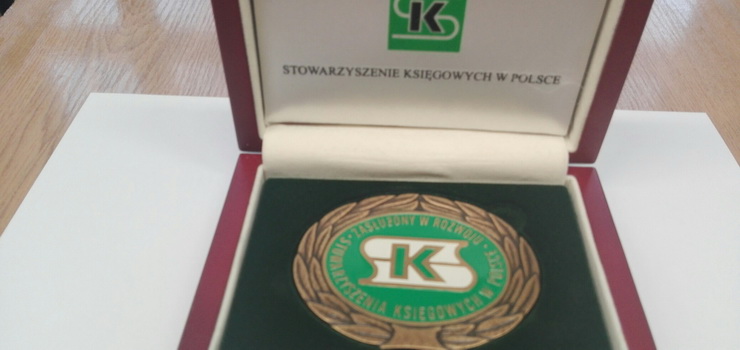 SK
STOWARZYSZENIE KSIĘGOWYCH W POLSCE
· ZASŁUŻONY W ROZWOJU ·
STOWARZYSZENIA KSIĘGOWYCH W POLSCE
SK